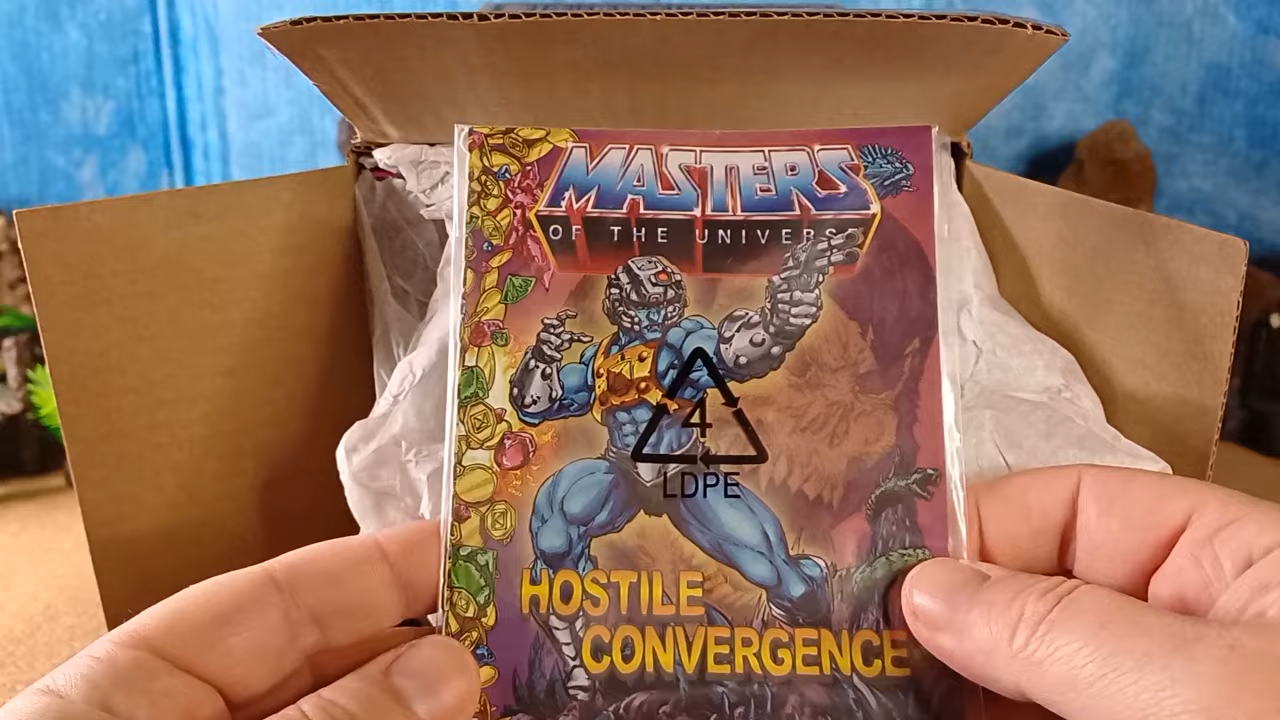 MASTERS
OF THE UNIVERSE
4
LDPE
HOSTILE
CONVERGENCE